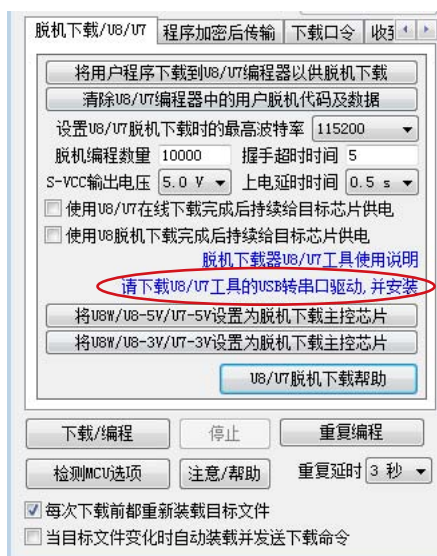 脱机下载/U8/U7 程序加密后传输 下载口令
将用户程序下载到U8/U7编程器以供脱机下载
清除U8/U7编程器中的用户脱机代码及数据
设置U8/U7脱机下载时的最高波特率 115200
脱机编程数量 10000 握手超时时间 5
S-VCC输出电压 5.0 V 上电延时时间 0.5 s
使用U8/U7在线下载完成后持续给目标芯片供电
使用U8脱机下载完成后持续给目标芯片供电
脱机下载器U8/U7工具使用说明
请下载U8/U7工具的USB转串口驱动,并安装
将U8W/U8-5V/U7-5V设置为脱机下载主控芯片
将U8W/U8-3V/U7-3V设置为脱机下载主控芯片
U8/U7脱机下载帮助
下载/编程 停止 重复编程
检测MCU选项 注意/帮助 重复延时 3 秒
每次下载前都重新装载目标文件
当目标文件变化时自动装载并发送下载命令